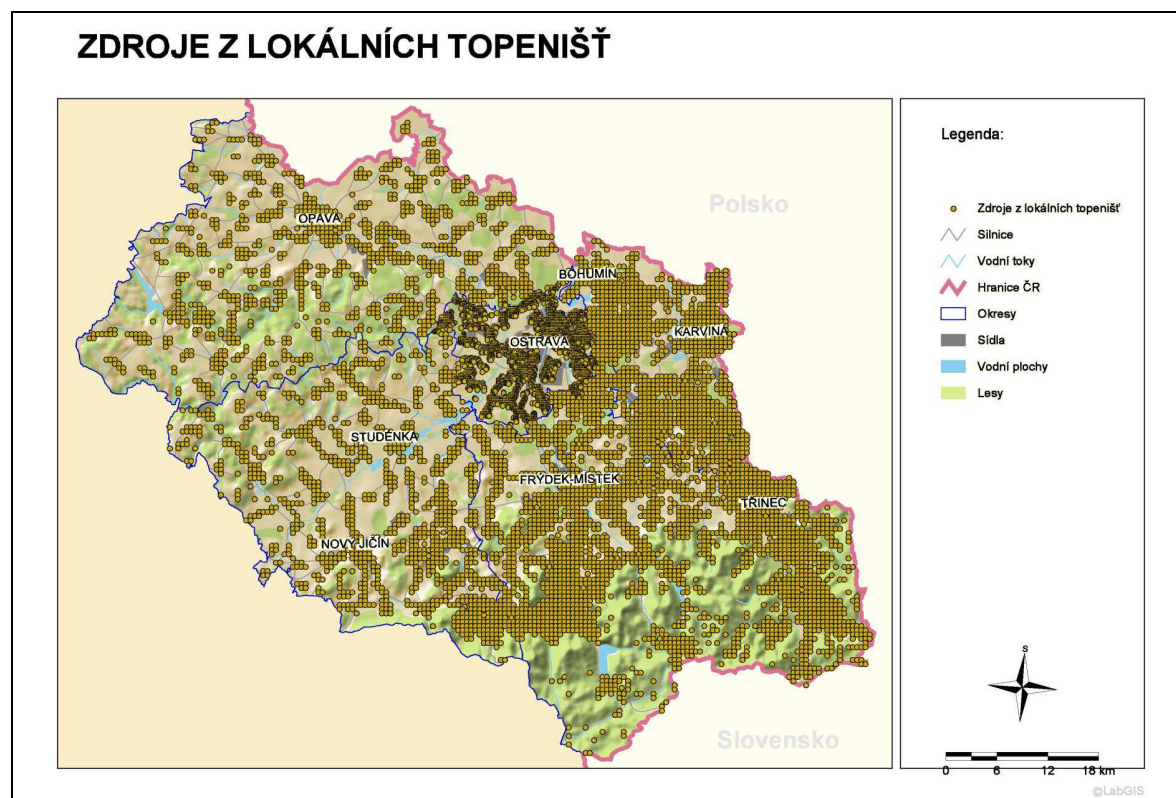 ZDROJE Z LOKÁLNÍCH TOPENIŠŤ
Polsko
OPAVA
BOHUMÍN
KARVINÁ
OSTRAVA
STUDÉNKA
FRÝDEK-MÍSTEK
TŘINEC
NOVÝ JIČÍN
Slovensko
Legenda:
Zdroje z lokálních topenišť
Silnice
Vodní toky
Hranice ČR
Okresy
Sídla
Vodní plochy
Lesy
S
0 6 12 18 km
©LabGIS